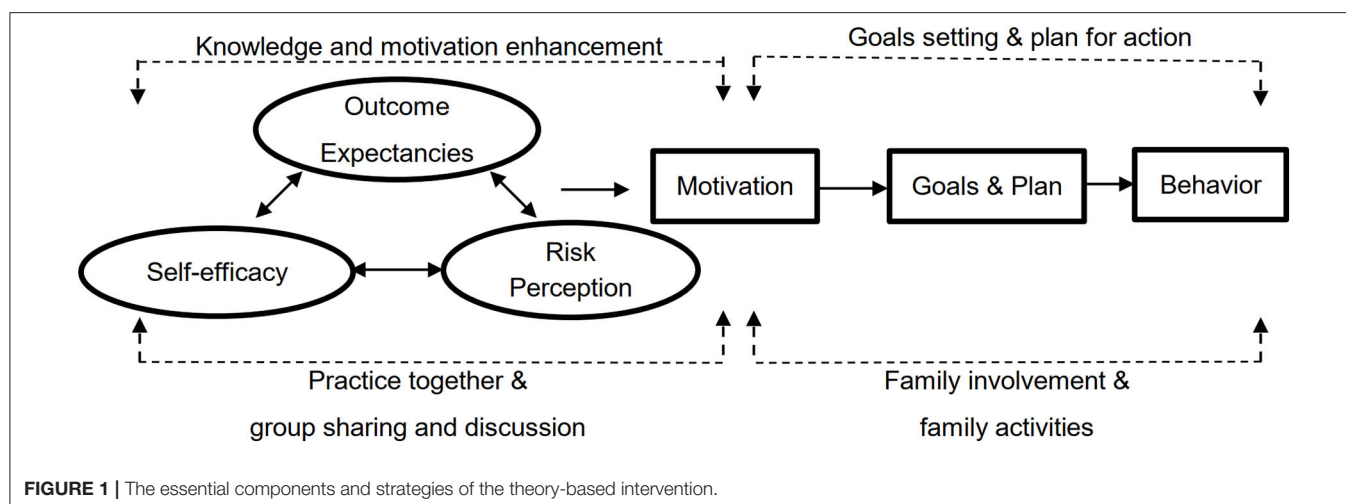 Knowledge and motivation enhancement
Goals setting & plan for action
Outcome
Expectancies
Motivation
Goals & Plan
Behavior
Self-efficacy
Risk
Perception
Practice together &
group sharing and discussion
Family involvement &
family activities
FIGURE 1 | The essential components and strategies of the theory-based intervention.